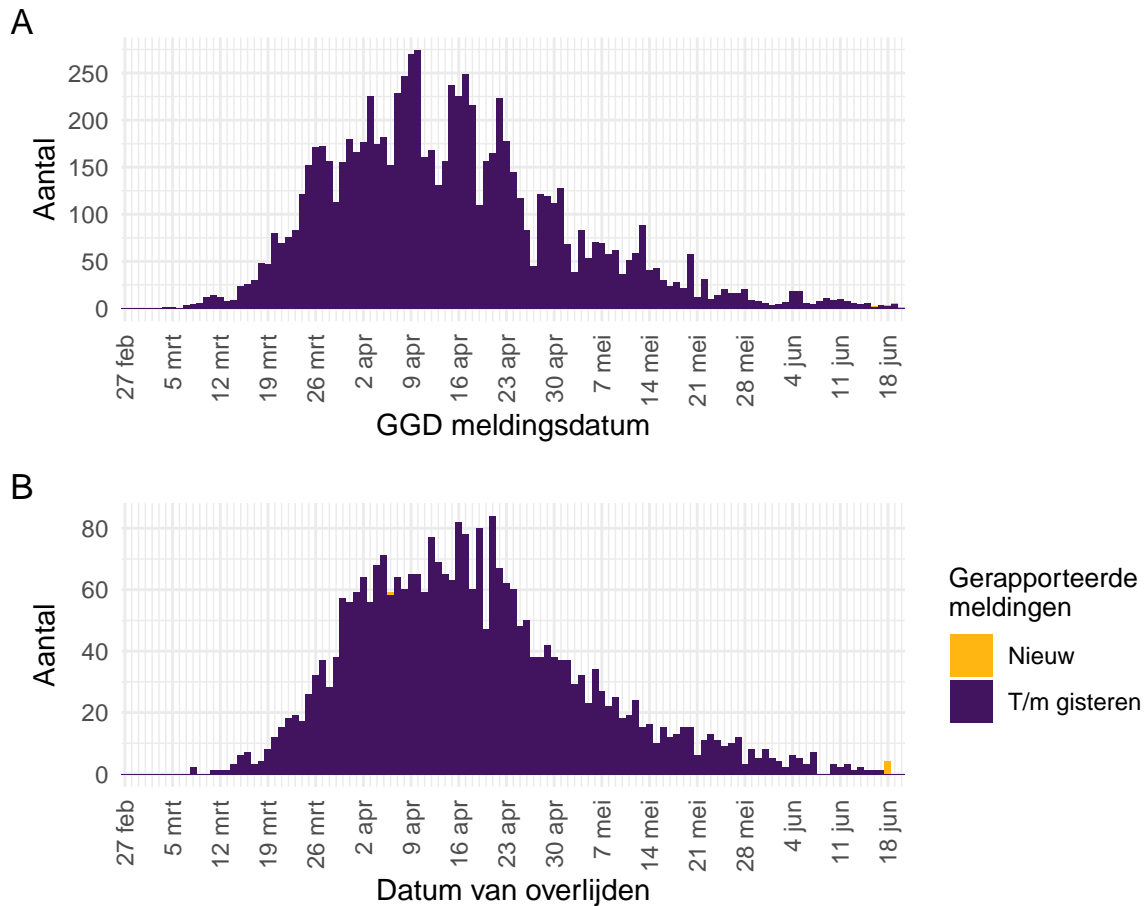 A
Aantal
250
200
150
100
50
0
27 feb
5 mrt
12 mrt
19 mrt
26 mrt
2 apr
9 apr
16 apr
23 apr
30 apr
7 mei
14 mei
21 mei
28 mei
4 jun
11 jun
18 jun
GGD meldingsdatum
B
Aantal
80
60
40
20
0
27 feb
5 mrt
12 mrt
19 mrt
26 mrt
2 apr
9 apr
16 apr
23 apr
30 apr
7 mei
14 mei
21 mei
28 mei
4 jun
11 jun
18 jun
Datum van overlijden
Gerapporteerde
meldingen
Nieuw
T/m gisteren